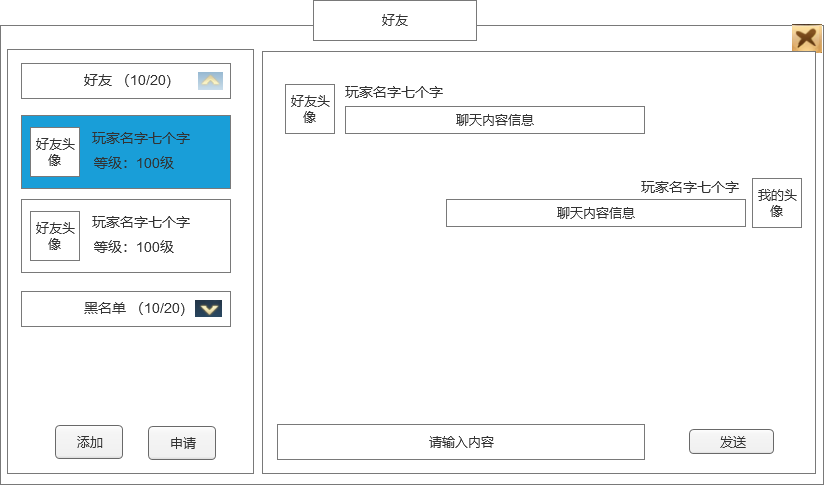 好友
好友 （10/20）
好友头
像
玩家名字七个字
等级：100级
好友头
像
玩家名字七个字
等级：100级
黑名单 （10/20）
添加
申请
好友头
像
玩家名字七个字
聊天内容信息
玩家名字七个字
聊天内容信息
我的头
像
请输入内容
发送